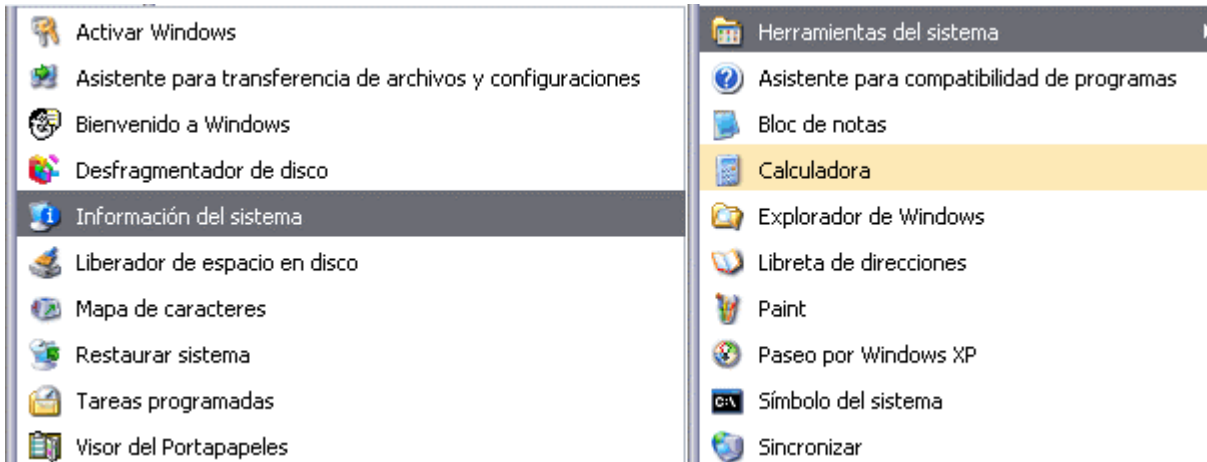 Activar Windows
Asistente para transferencia de archivos y configuraciones
Bienvenido a Windows
Desfragmentador de disco
Información del sistema
Liberador de espacio en disco
Mapa de caracteres
Restaurar sistema
Tareas programadas
Visor del Portapapeles
Herramientas del sistema
Asistente para compatibilidad de programas
Bloc de notas
Calculadora
Explorador de Windows
Libreta de direcciones
Paint
Paseo por Windows XP
Símbolo del sistema
Sincronizar